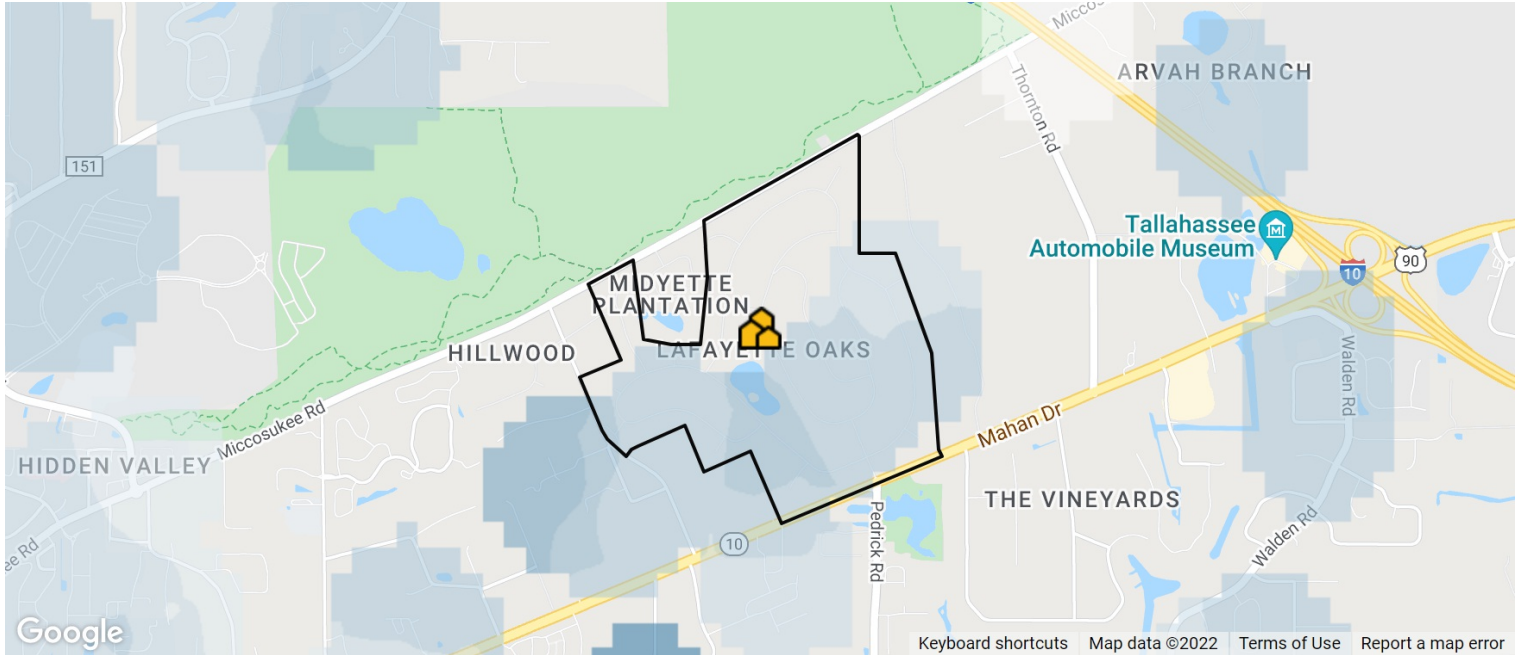 Miccos
ARVAH BRANCH
Thornton Rd
151
Tallahassee
Automobile Museum
10
90
MIDYETTE
PLANTATION
LAFAYETTE OAKS
HILLWOOD
Walden Rd
Miccosukee Rd
Mahan Dr
HIDDEN VALLEY
THE VINEYARDS
Pedrick Rd
Walden Rd
10
ee Rd
Google
Keyboard shortcuts
Map data ©2022
Terms of Use
Report a map error